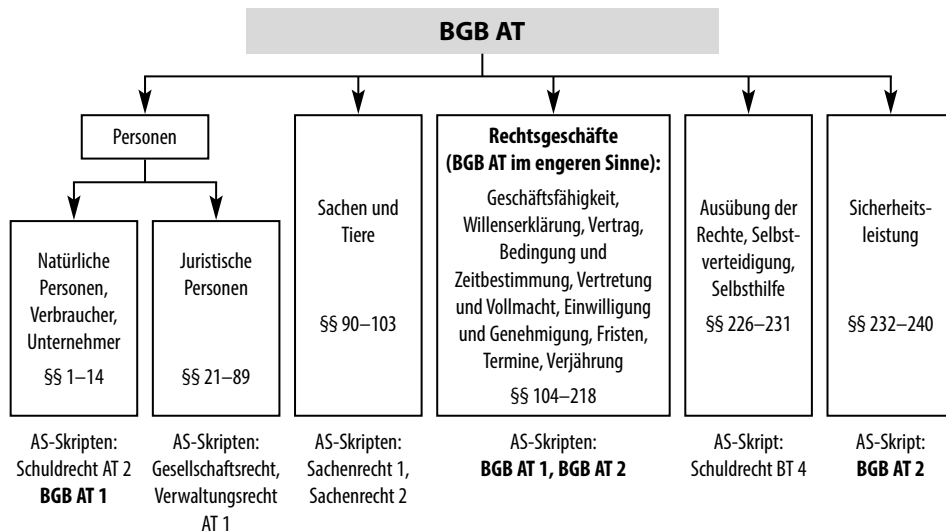 BGB AT
Personen
Natürliche
Personen,
Verbraucher,
Unternehmer
§§ 1–14
AS-Skripten:
Schuldrecht AT 2
BGB AT 1
Juristische
Personen
§§ 21–89
AS-Skripten:
Gesellschaftsrecht,
Verwaltungsrecht
AT 1
Sachen und
Tiere
§§ 90–103
AS-Skripten:
Sachenrecht 1,
Sachenrecht 2
Rechtsgeschäfte
(BGB AT im engeren Sinne):
Geschäftsfähigkeit,
Willenserklärung, Vertrag,
Bedingung und
Zeitbestimmung, Vertretung
und Vollmacht, Einwilligung
und Genehmigung, Fristen,
Termine, Verjährung
§§ 104–218
AS-Skripten:
BGB AT 1, BGB AT 2
Ausübung der
Rechte, Selbst-
verteidigung,
Selbsthilfe
§§ 226–231
AS-Skript:
Schuldrecht BT 4
Sicherheits-
leistung
§§ 232–240
AS-Skript:
BGB AT 2